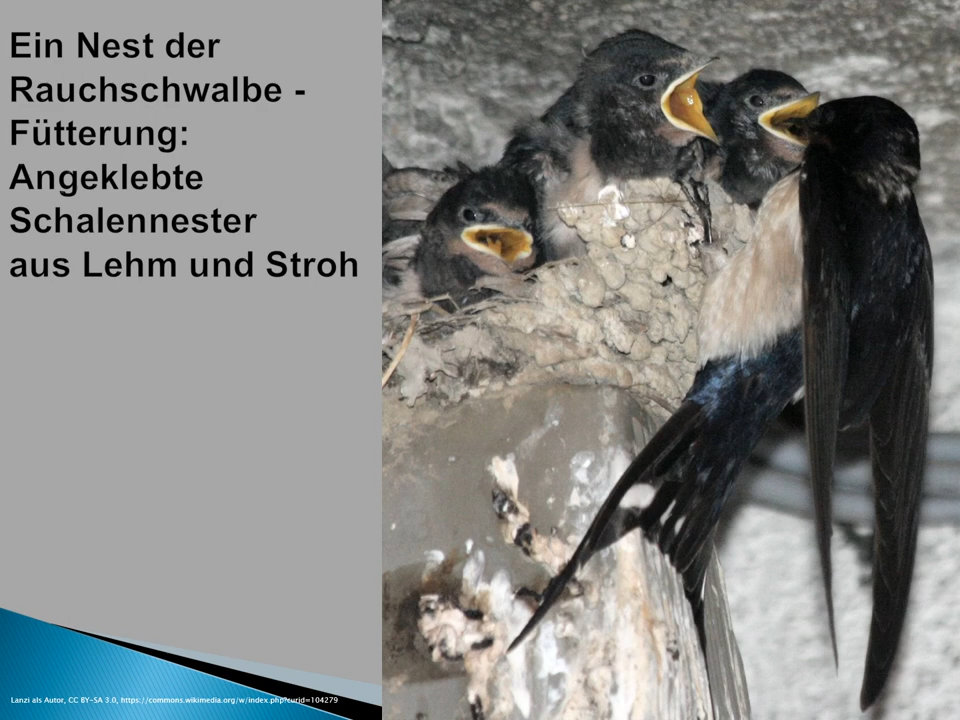 Ein Nest der
Rauchschwalbe -
Fütterung:
Angeklebte
Schalennester
aus Lehm und Stroh
Lanzi als Autor, CC BY-SA 3.0, https://commons.wikimedia.org/w/index.php?curid=104279